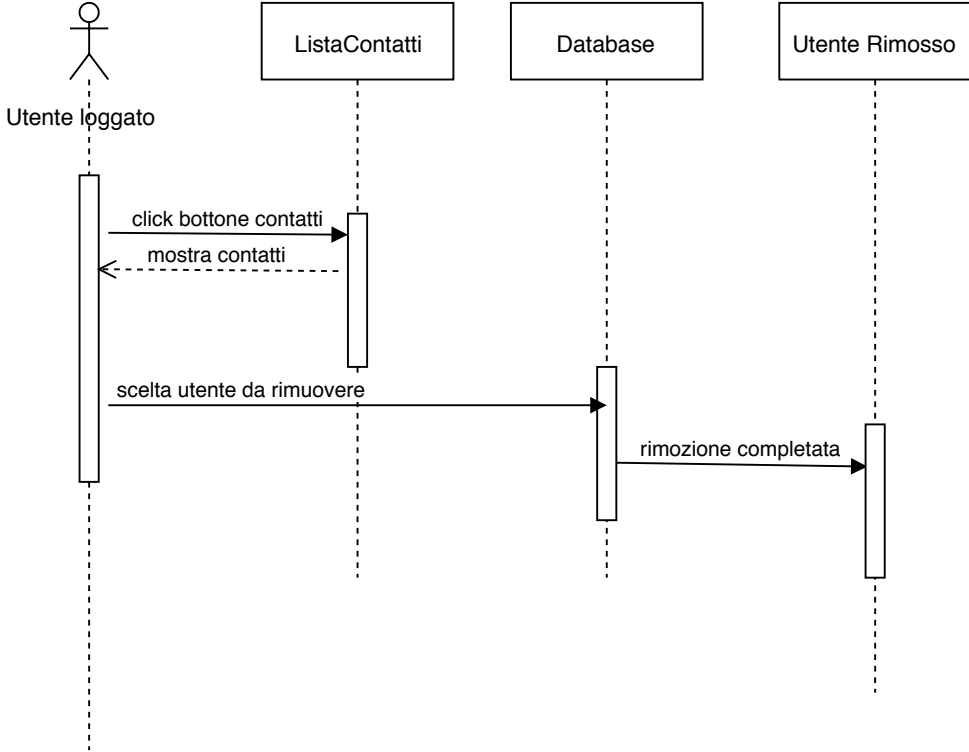 ListaContatti
Database
Utente Rimosso
Utente loggato
click bottone contatti
mostra contatti
scelta utente da rimuovere
rimozione completata